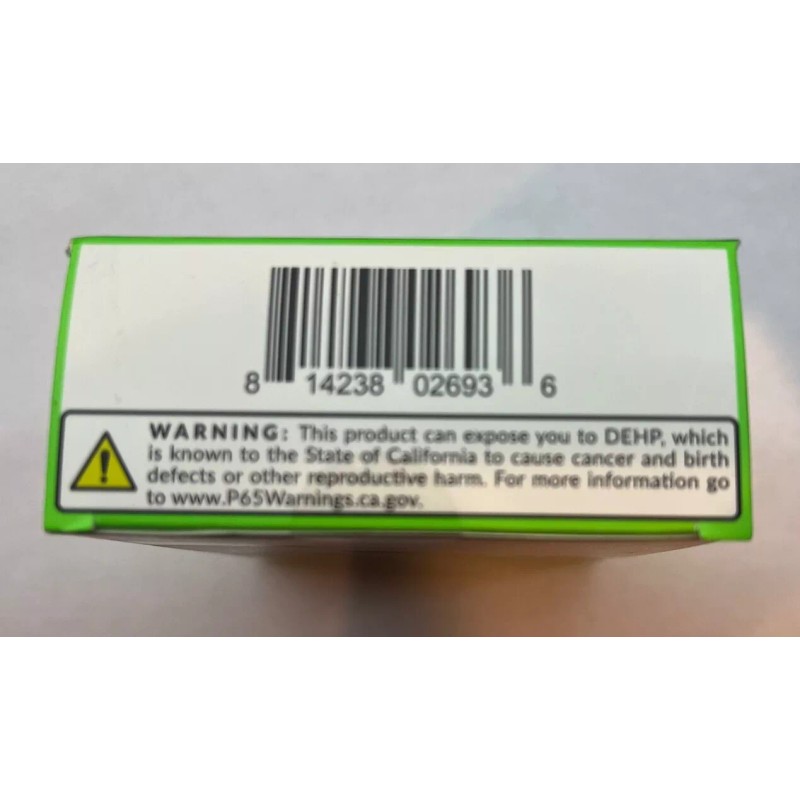 8 14238 02693 6
WARNING: This product can expose you to DEHP, which
is known to the State of California to cause cancer and birth
defects or other reproductive harm. For more information go
to www.P65Warnings.ca.gov.